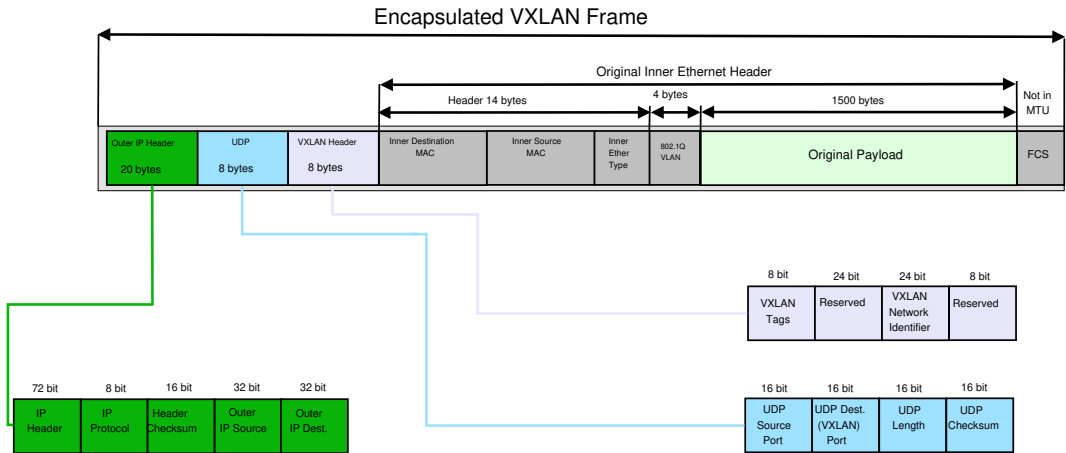 Encapsulated VXLAN Frame
Original Inner Ethernet Header
Header 14 bytes
4 bytes
1500 bytes
Not in
MTU
Outer IP Header
20 bytes
UDP
8 bytes
VXLAN Header
8 bytes
Inner Destination
MAC
Inner Source
MAC
Inner
Ether
Type
802.1Q
VLAN
Original Payload
FCS
8 bit
24 bit
24 bit
8 bit
VXLAN
Tags
Reserved
VXLAN
Network
Identifier
Reserved
72 bit
8 bit
16 bit
32 bit
32 bit
IP
Header
IP
Protocol
Header
Checksum
Outer
IP Source
Outer
IP Dest.
16 bit
16 bit
16 bit
16 bit
UDP
Source
Port
UDP Dest.
(VXLAN)
Port
UDP
Length
UDP
Checksum